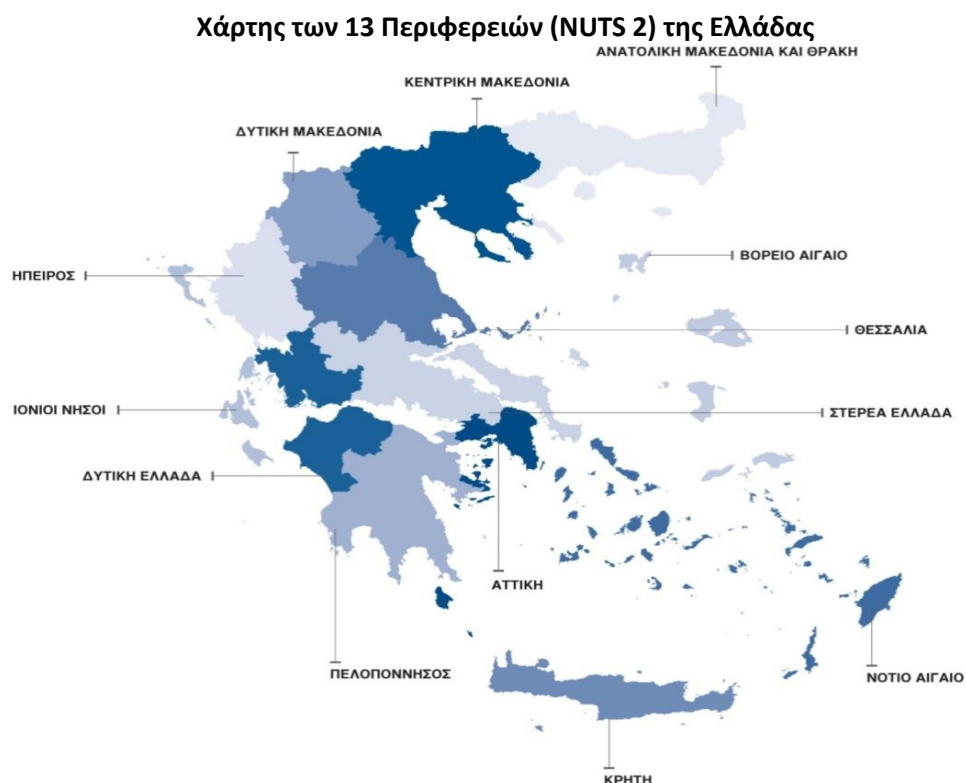 Χάρτης των 13 Περιφερειών (NUTS 2) της Ελλάδας
ΑΝΑΤΟΛΙΚΗ ΜΑΚΕΔΟΝΙΑ ΚΑΙ ΘΡΑΚΗ
ΚΕΝΤΡΙΚΗ ΜΑΚΕΔΟΝΙΑ
ΔΥΤΙΚΗ ΜΑΚΕΔΟΝΙΑ
ΒΟΡΕΙΟ ΑΙΓΑΙΟ
ΗΠΕΙΡΟΣ
ΘΕΣΣΑΛΙΑ
ΙΟΝΙΟΙ ΝΗΣΟΙ
ΣΤΕΡΕΑ ΕΛΛΑΔΑ
ΔΥΤΙΚΗ ΕΛΛΑΔΑ
ΑΤΤΙΚΗ
ΠΕΛΟΠΟΝΝΗΣΟΣ
ΝΟΤΙΟ ΑΙΓΑΙΟ
ΚΡΗΤΗ